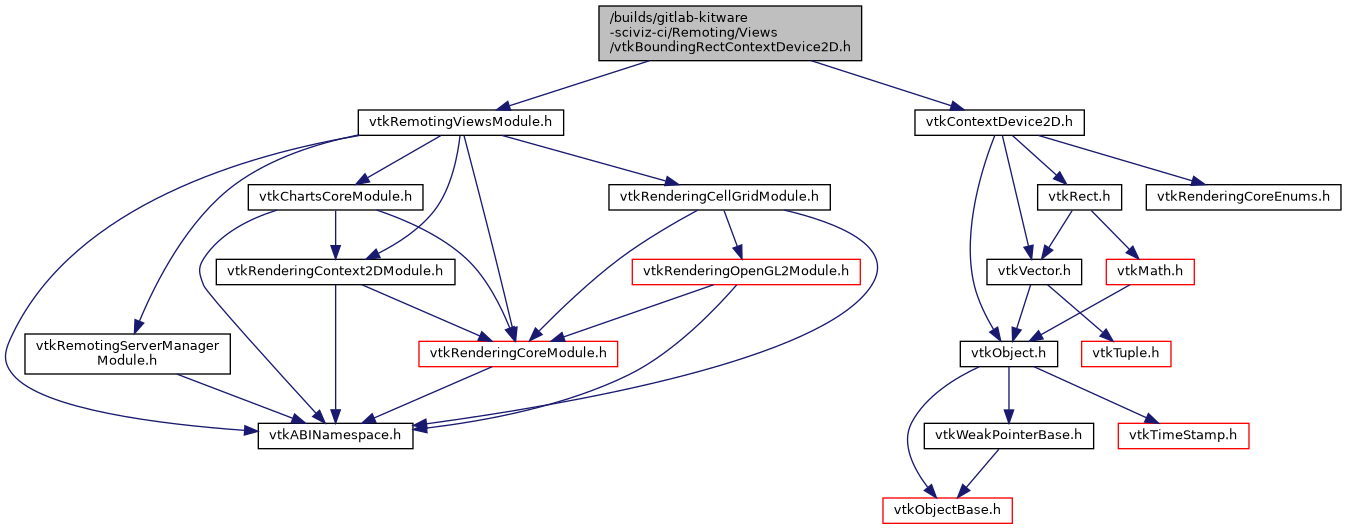 /builds/gitlab-kitware
-sciviz-ci/Remoting/Views
/vtkBoundingRectContextDevice2D.h
vtkRemotingViewsModule.h
vtkContextDevice2D.h
vtkChartsCoreModule.h
vtkRenderingCellGridModule.h
vtkRect.h
vtkRenderingCoreEnums.h
vtkRenderingContext2DModule.h
vtkRenderingOpenGL2Module.h
vtkVector.h
vtkMath.h
vtkRemotingServerManager
Module.h
vtkRenderingCoreModule.h
vtkObject.h
vtkTuple.h
vtkABINamespace.h
vtkWeakPointerBase.h
vtkTimeStamp.h
vtkObjectBase.h